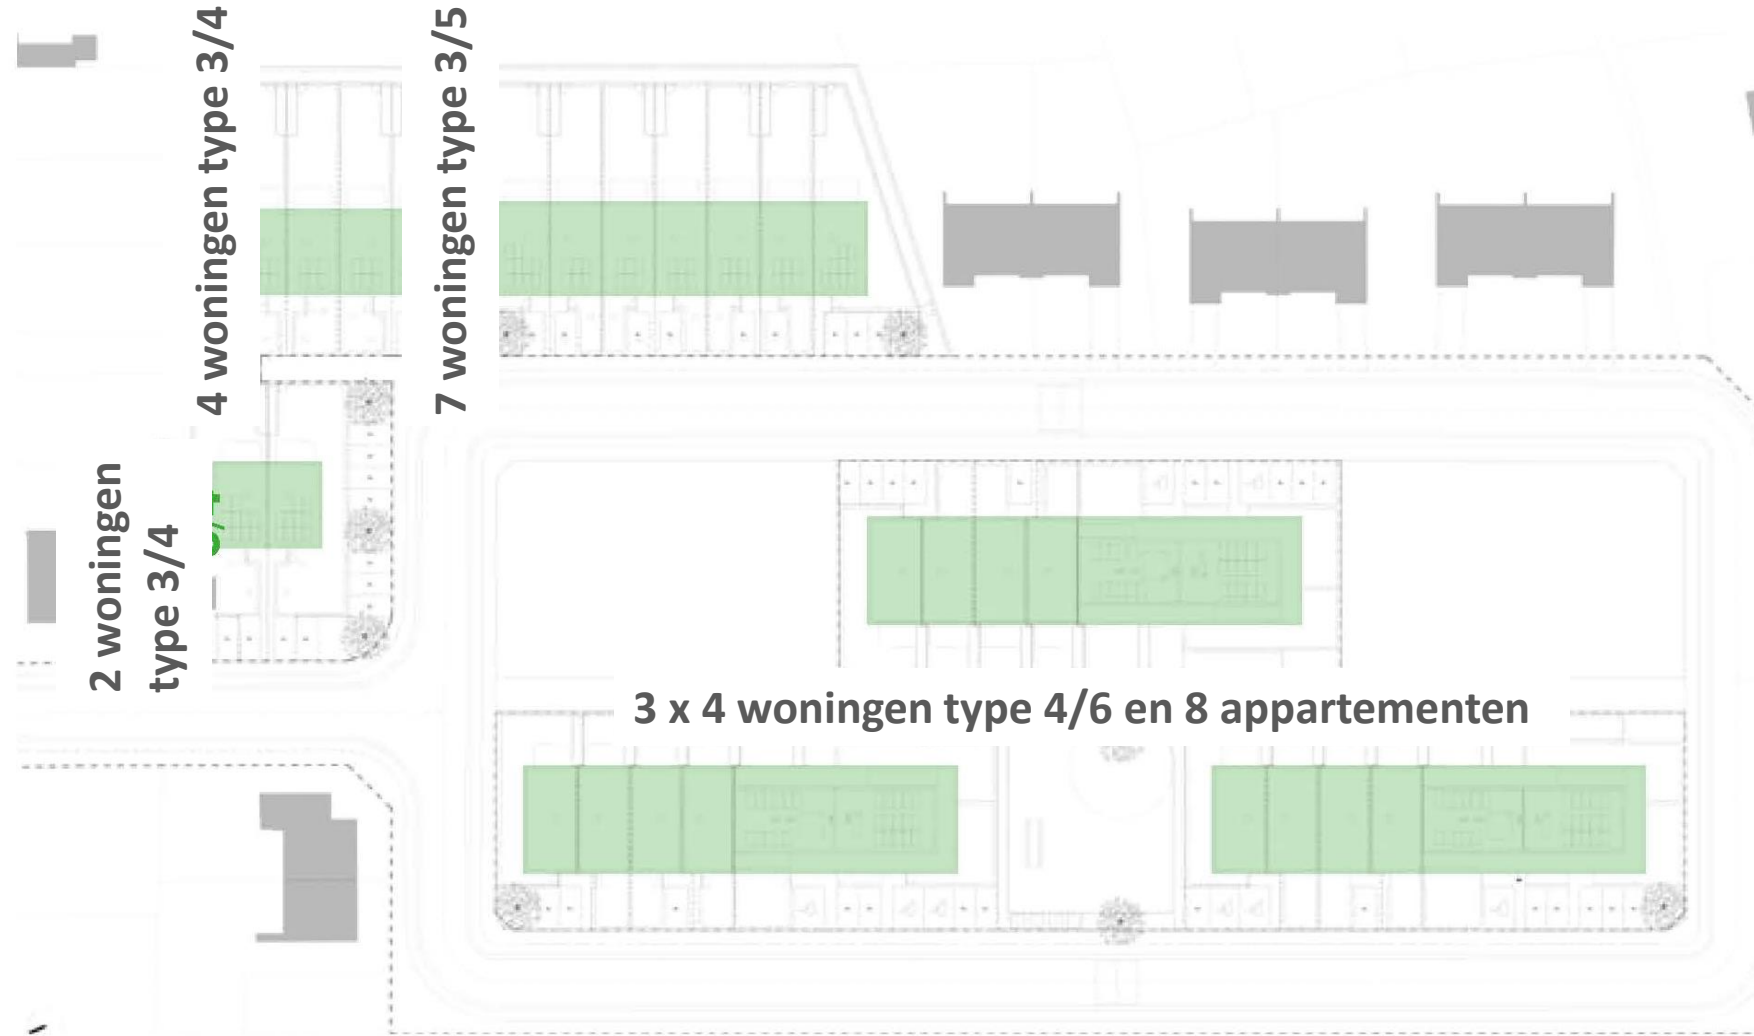 4 woningen type 3/4
7 woningen type 3/5
2 woningen
type 3/4
3 x 4 woningen type 4/6 en 8 appartementen